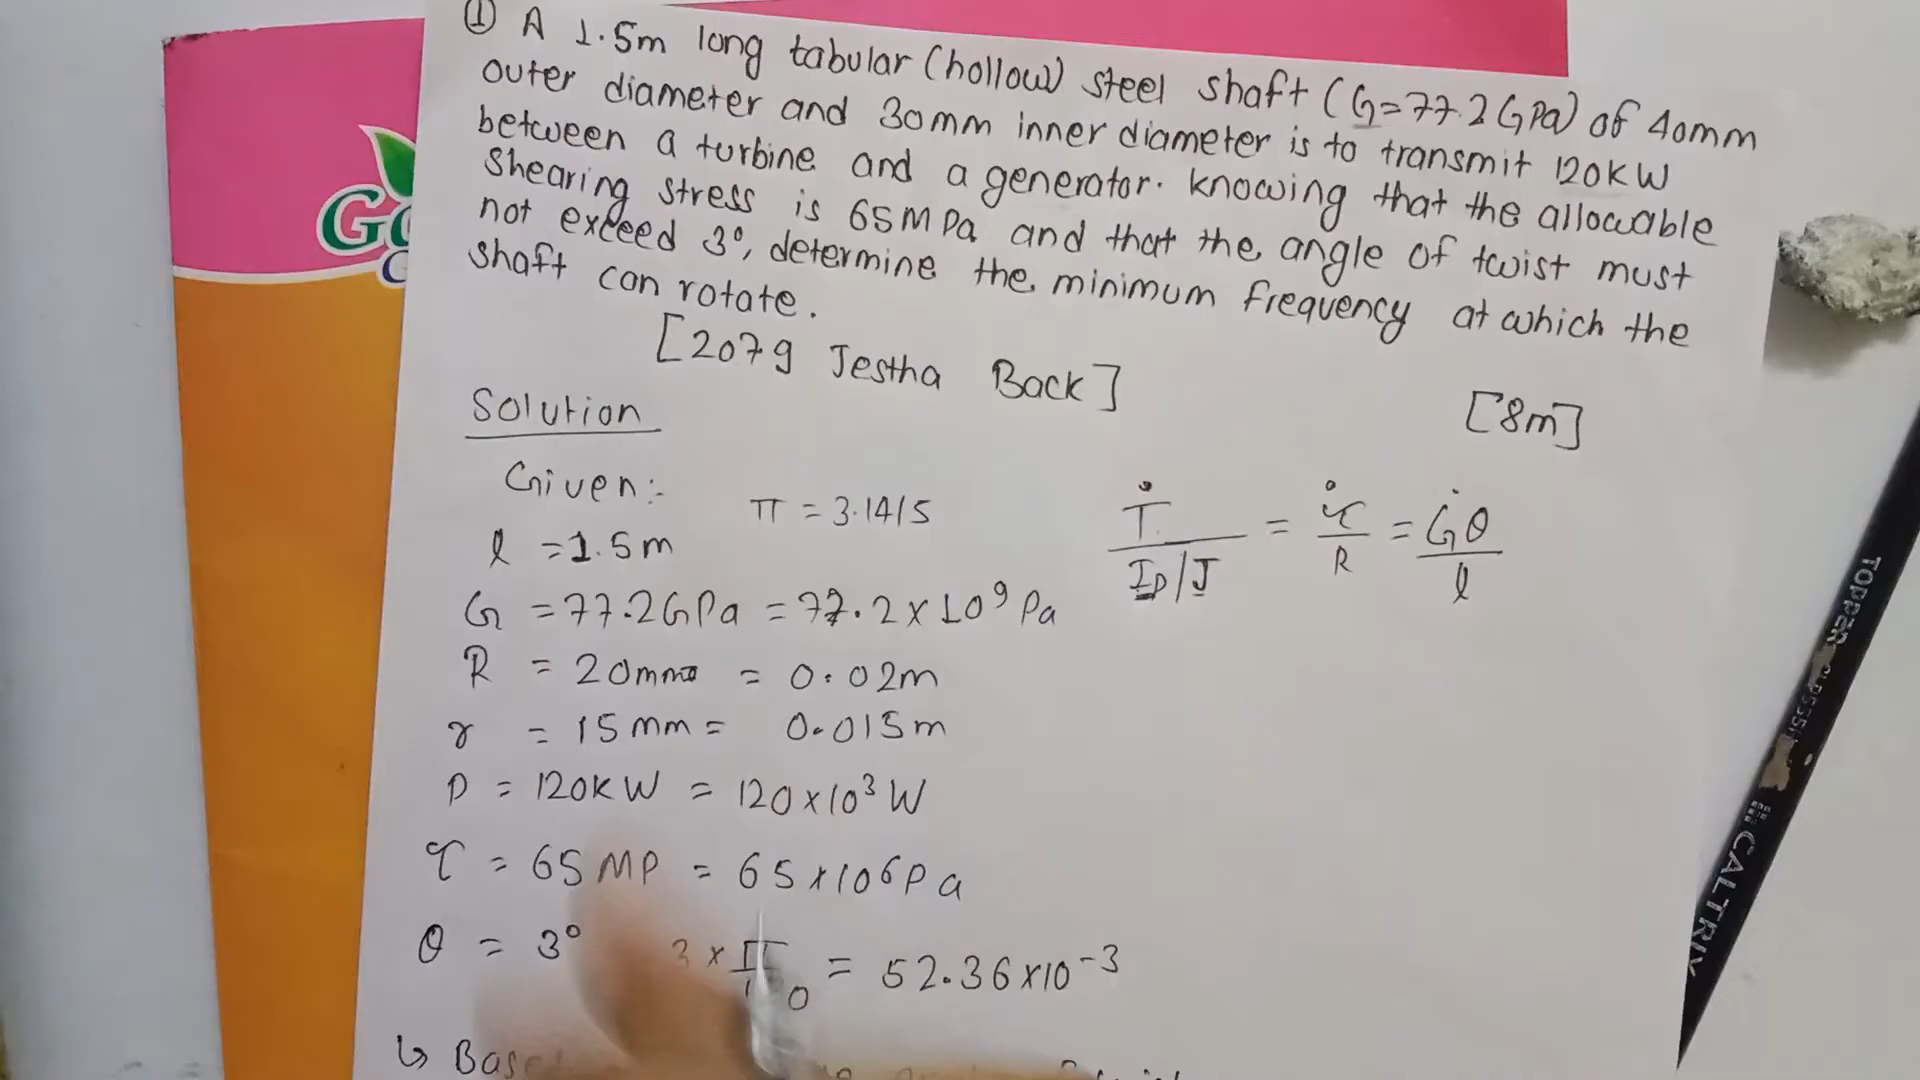 ① A 1.5m long tabular (hollow) steel shaft (G=77.2GPa) of 40mm
outer diameter and 30mm inner diameter is to transmit 120kW
between a turbine and a generator. knowing that the allowable
shearing stress is 65MPa and that the angle of twist must
not exceed 3°, determine the minimum frequency at which the
shaft can rotate.
[2079 Jestha Back]
[8m]
Solution
Given:-
π = 3.1415
l = 1.5m
G = 77.2GPa = 77.2×10⁹ Pa
R = 20mm = 0.02m
r = 15mm = 0.015m
P = 120kW = 120×10³ W
τ = 65MP = 65×10⁶Pa
θ = 3° 3×π = 52.36×10⁻³
T/Ip/J = τ/R = Gθ/l
TOPPER
CALTRIX